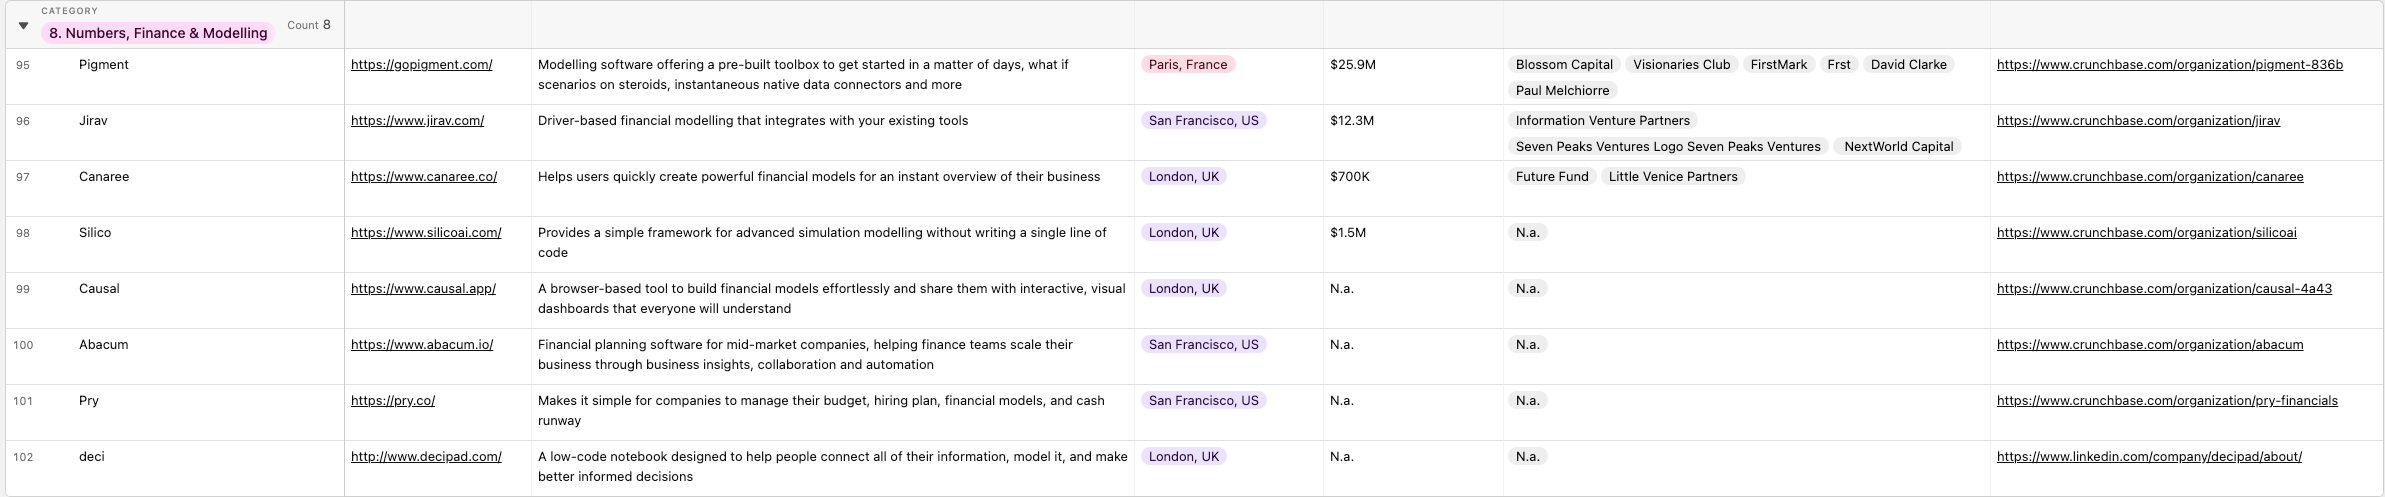 CATEGORY
8. Numbers, Finance & Modelling Count 8
95 Pigment https://gopigment.com/ Modelling software offering a pre-built toolbox to get started in a matter of days, what if Paris, France $25.9M Blossom Capital Visionaries Club FirstMark Frst David Clarke https://www.crunchbase.com/organization/pigment-836b
scenarios on steroids, instantaneous native data connectors and more Paul Melchiorre
96 Jirav https://www.jirav.com/ Driver-based financial modelling that integrates with your existing tools San Francisco, US $12.3M Information Venture Partners https://www.crunchbase.com/organization/jirav
Seven Peaks Ventures Logo Seven Peaks Ventures NextWorld Capital
97 Canaree https://www.canaree.co/ Helps users quickly create powerful financial models for an instant overview of their business London, UK $700K Future Fund Little Venice Partners https://www.crunchbase.com/organization/canaree
98 Silico https://www.silicoai.com/ Provides a simple framework for advanced simulation modelling without writing a single line of London, UK $1.5M N.a. https://www.crunchbase.com/organization/silicoai
code
99 Causal https://www.causal.app/ A browser-based tool to build financial models effortlessly and share them with interactive, visual London, UK N.a. N.a. https://www.crunchbase.com/organization/causal-4a43
dashboards that everyone will understand
100 Abacum https://www.abacum.io/ Financial planning software for mid-market companies, helping finance teams scale their San Francisco, US N.a. N.a. https://www.crunchbase.com/organization/abacum
business through business insights, collaboration and automation
101 Pry https://pry.co/ Makes it simple for companies to manage their budget, hiring plan, financial models, and cash San Francisco, US N.a. N.a. https://www.crunchbase.com/organization/pry-financials
runway
102 deci http://www.decipad.com/ A low-code notebook designed to help people connect all of their information, model it, and make London, UK N.a. N.a. https://www.linkedin.com/company/decipad/about/
better informed decisions